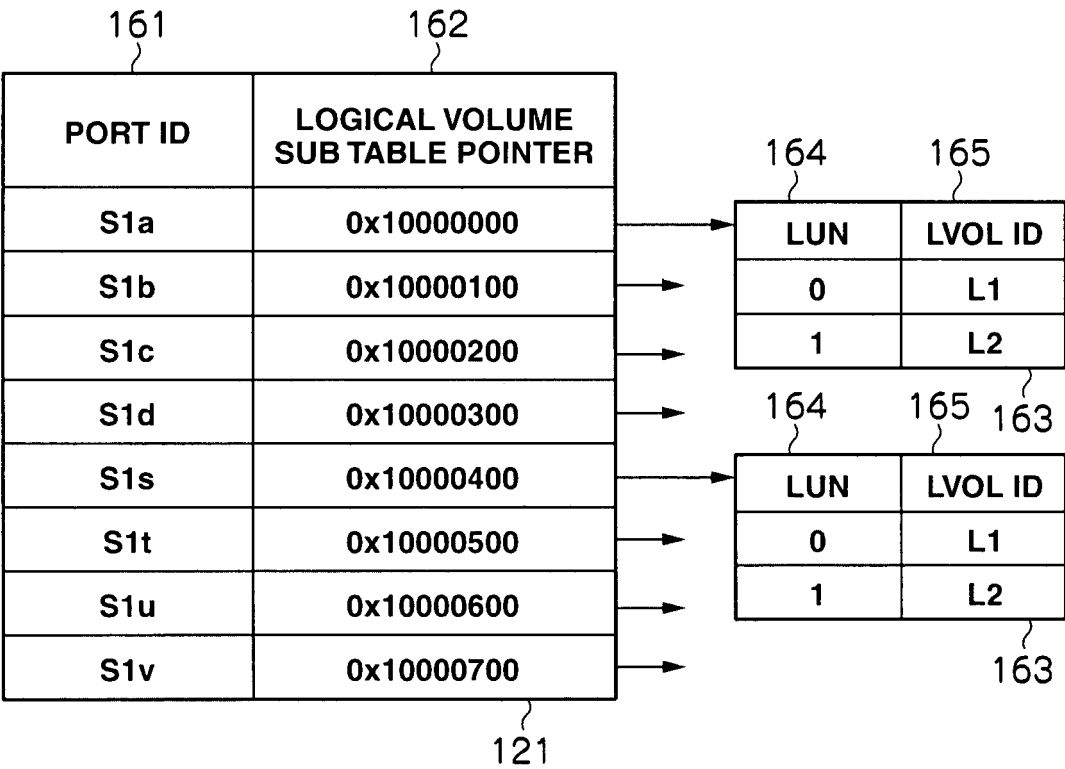 161 162
PORT ID LOGICAL VOLUME
SUB TABLE POINTER
S1a 0x10000000
S1b 0x10000100
S1c 0x10000200
S1d 0x10000300
S1s 0x10000400
S1t 0x10000500
S1u 0x10000600
S1v 0x10000700
121
164 165
LUN LVOL ID
0 L1
1 L2
163
164 165
LUN LVOL ID
0 L1
1 L2
163